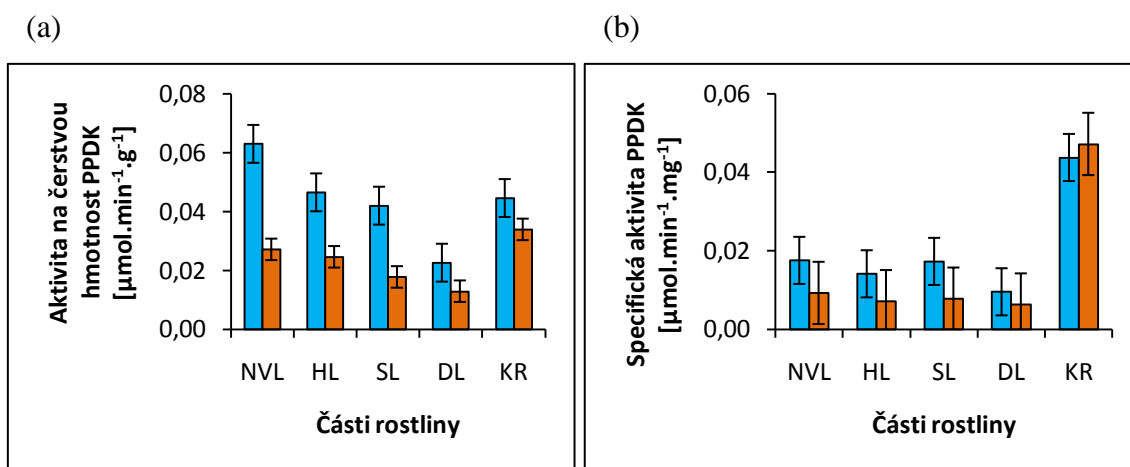 (a)
Aktivita na čerstvou
hmotnost PPDK
[µmol.min⁻¹.g⁻¹]
0,08
0,06
0,04
0,02
0,00
NVL HL SL DL KR
Části rostliny
(b)
Specifická aktivita PPDK
[µmol.min⁻¹.mg⁻¹]
0,06
0,04
0,02
0,00
NVL HL SL DL KR
Části rostliny